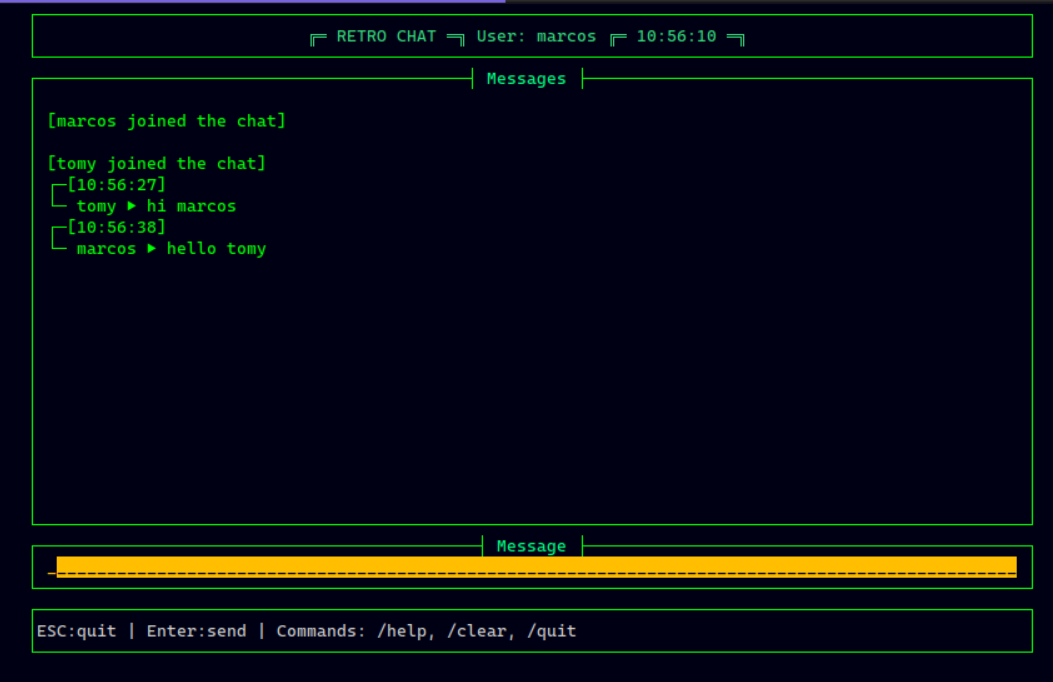 ╔═ RETRO CHAT ═╗ User: marcos ╔═ 10:56:10 ═╗
Messages
[marcos joined the chat]
[tomy joined the chat]
┌─[10:56:27]
└─ tomy ► hi marcos
┌─[10:56:38]
└─ marcos ► hello tomy
Message
ESC:quit | Enter:send | Commands: /help, /clear, /quit